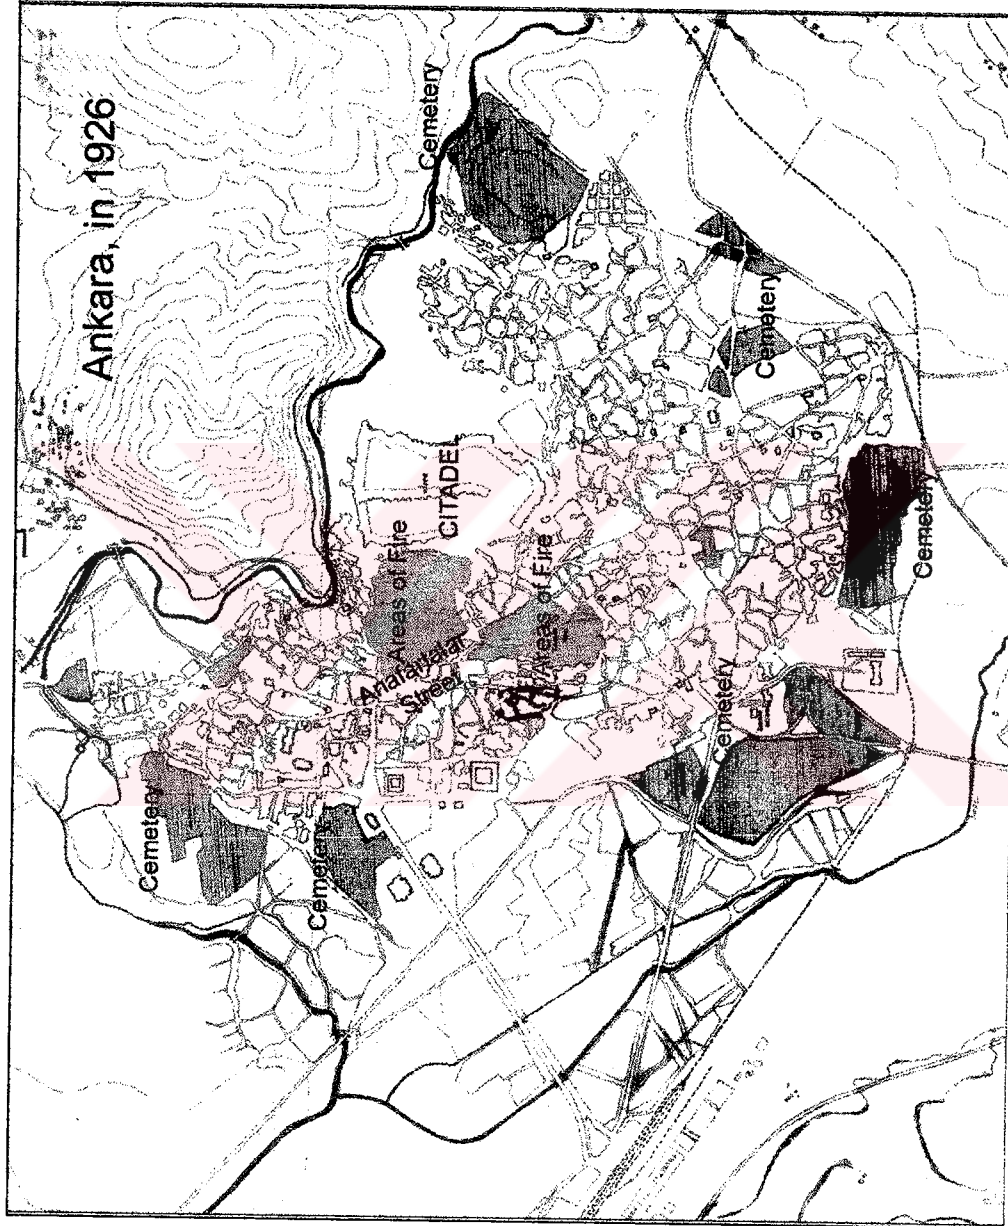 Ankara, in 1926
Cemetery
Cemetery
Anafartalar
Street
Areas of Fire
Cemetery
CITADEL
Areas of Fire
Cemetery
Cemetery
Cemetery